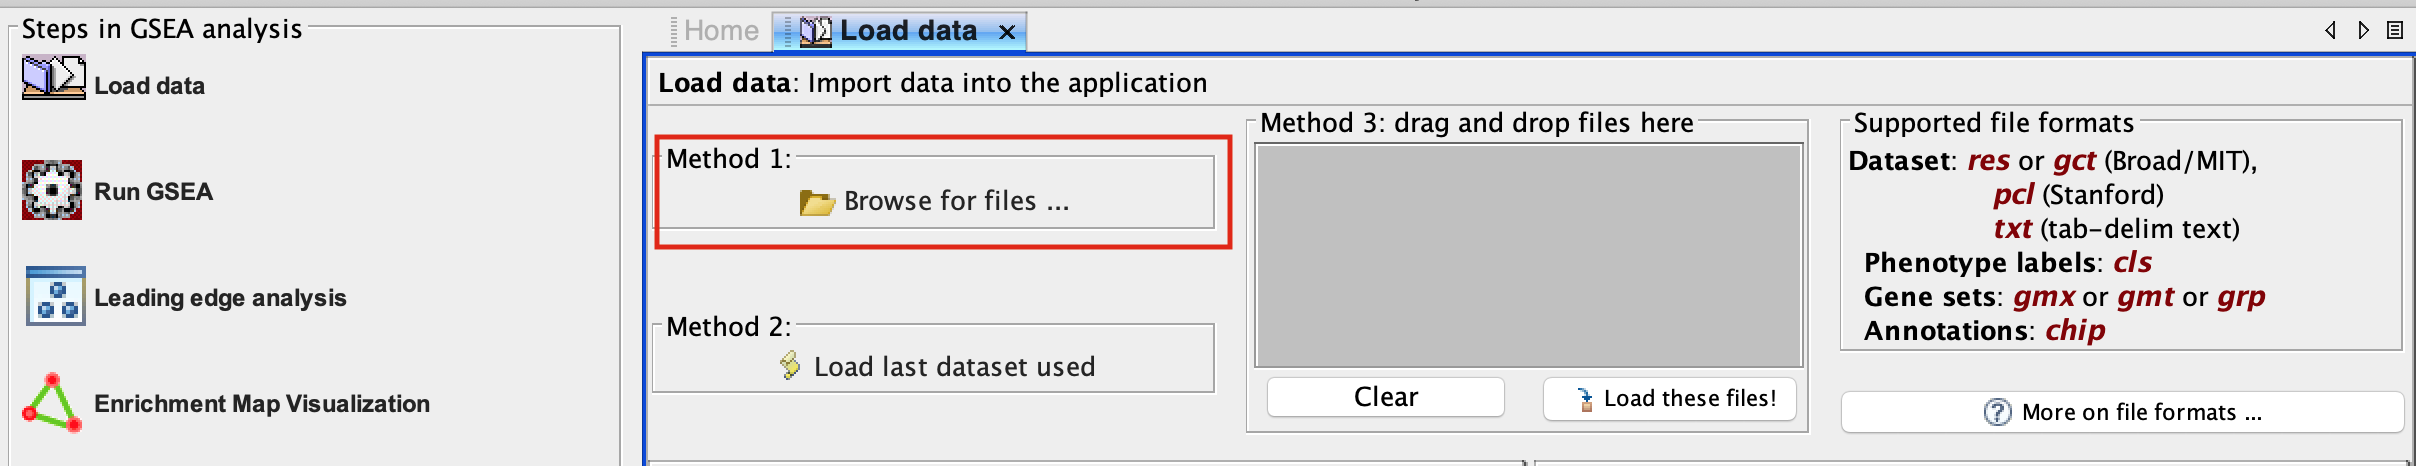 Steps in GSEA analysis
Load data
Run GSEA
Leading edge analysis
Enrichment Map Visualization
Home
Load data ×
Load data: Import data into the application
Method 1:
Browse for files ...
Method 2:
Load last dataset used
Method 3: drag and drop files here
Clear
Load these files!
Supported file formats
Dataset: res or gct (Broad/MIT),
pcl (Stanford)
txt (tab-delim text)
Phenotype labels: cls
Gene sets: gmx or gmt or grp
Annotations: chip
? More on file formats ...